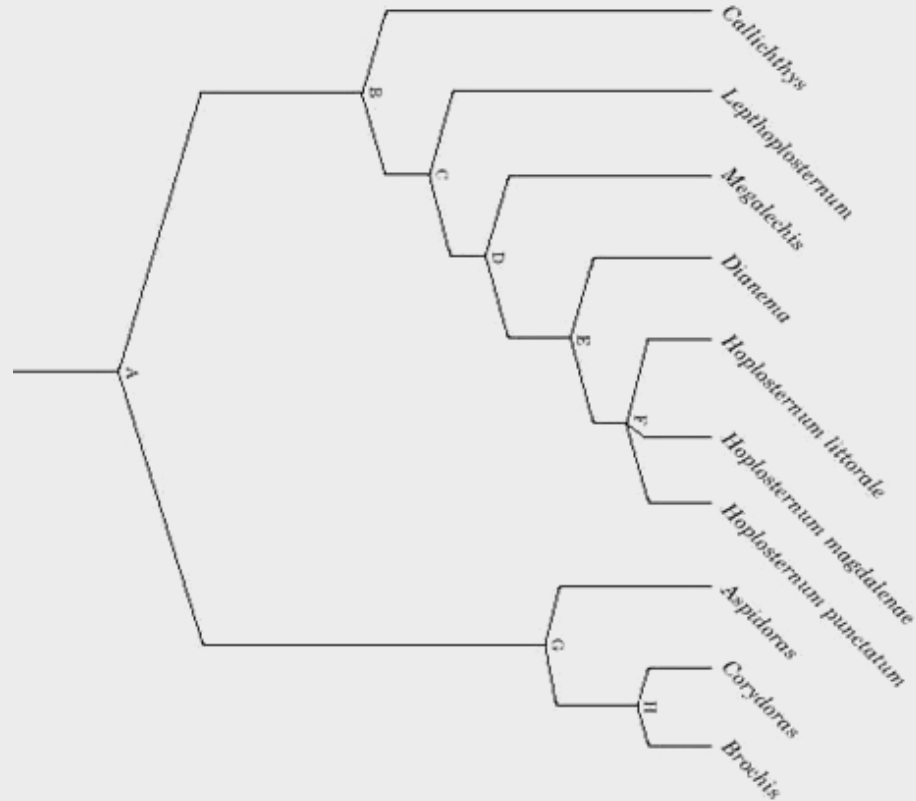 Callichthys
B
Lepthoplosternum
C
Megalechis
D
Dianema
E
Hoplosternum littorale
A
F
Hoplosternum magdalenae
Hoplosternum punctatum
Aspidoras
G
Corydoras
H
Brochis